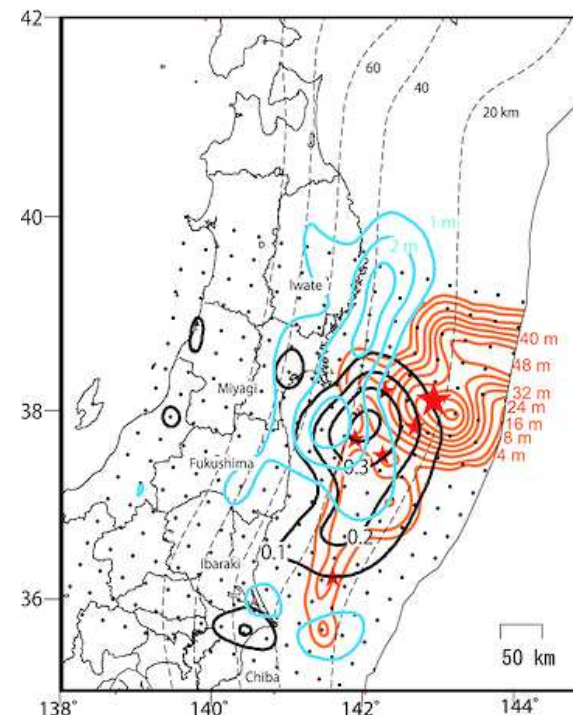 42
60
40
20 km
40
1 m
2 m
Iwate
40 m
48 m
Miyagi
32 m
24 m
38
16 m
8 m
Fukushima
0.3
4 m
0.2
0.1
Ibaraki
36
50 km
Chiba
138°
140°
142°
144°